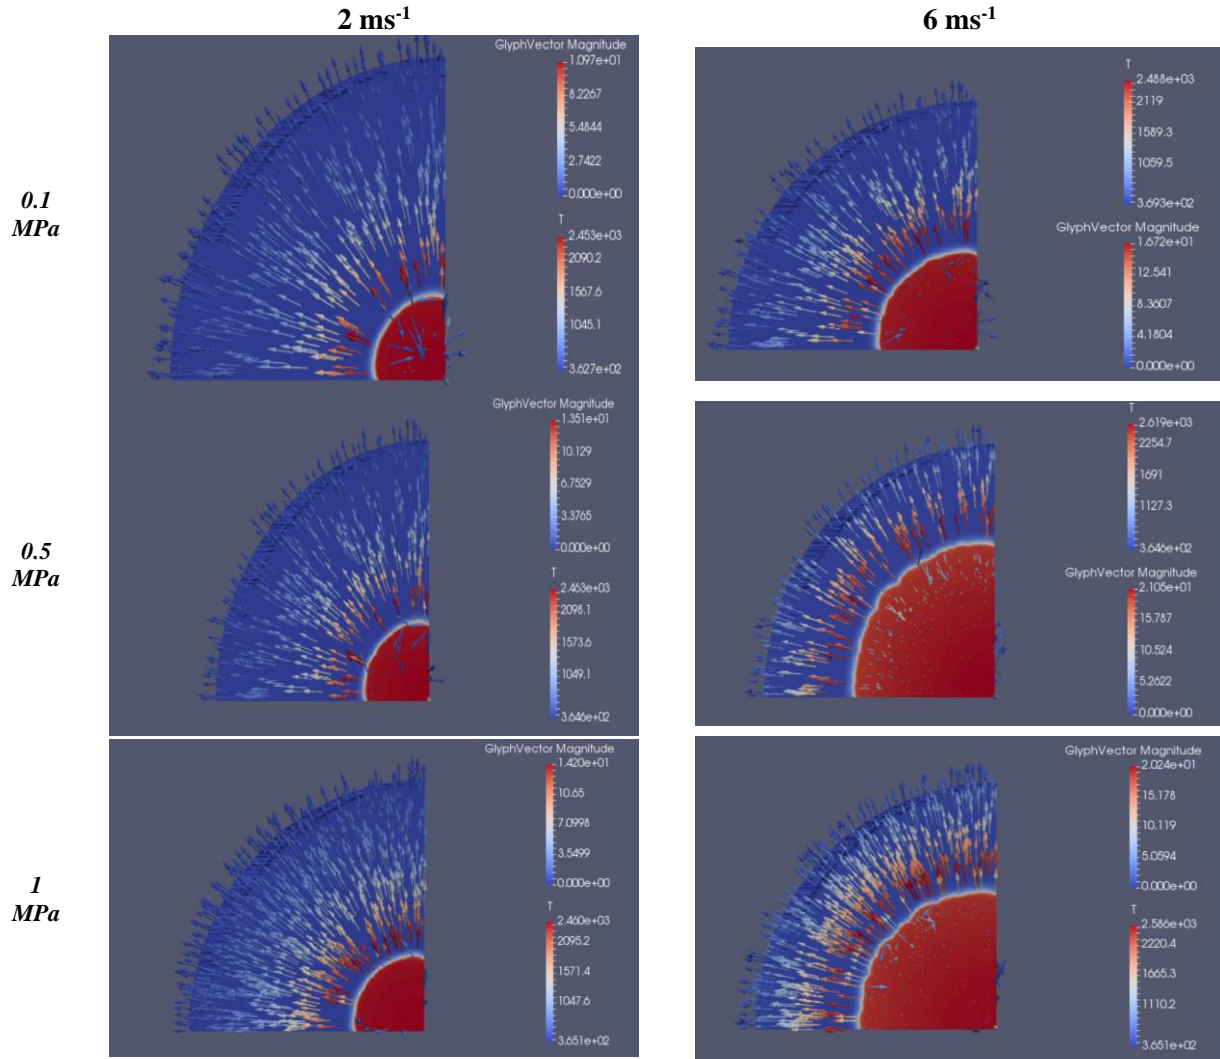 2 ms-1
6 ms-1
0.1
MPa
GlyphVector Magnitude
1.097e+01
8.2267
5.4844
2.7422
0.000e+00
T
2.453e+03
2090.2
1567.6
1045.1
3.627e+02
T
2.488e+03
2119
1589.3
1059.5
3.693e+02
GlyphVector Magnitude
1.672e+01
12.541
8.3607
4.1804
0.000e+00
0.5
MPa
GlyphVector Magnitude
1.351e+01
10.129
6.7529
3.3765
0.000e+00
T
2.463e+03
2098.1
1573.6
1049.1
3.646e+02
T
2.619e+03
2254.7
1691
1127.3
3.646e+02
GlyphVector Magnitude
2.105e+01
15.787
10.524
5.2622
0.000e+00
1
MPa
GlyphVector Magnitude
1.420e+01
10.65
7.0998
3.5499
0.000e+00
T
2.460e+03
2095.2
1571.4
1047.6
3.651e+02
GlyphVector Magnitude
2.024e+01
15.178
10.119
5.0594
0.000e+00
T
2.586e+03
2220.4
1665.3
1110.2
3.651e+02